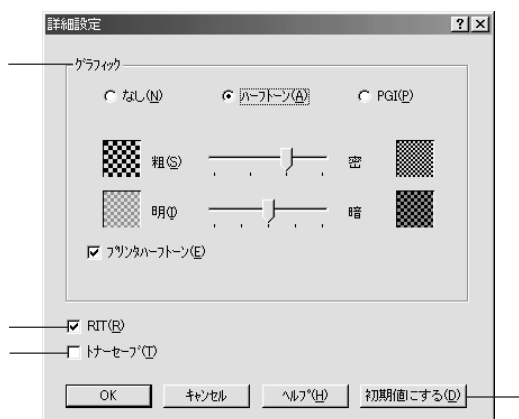 詳細設定
グラフィック
なし(N) ハーフトーン(A) PGI(P)
粗(S) 密
明(I) 暗
プリンタハーフトーン(E)
RIT(R)
トナーセーブ(T)
OK キャンセル ヘルプ(H) 初期値にする(D)